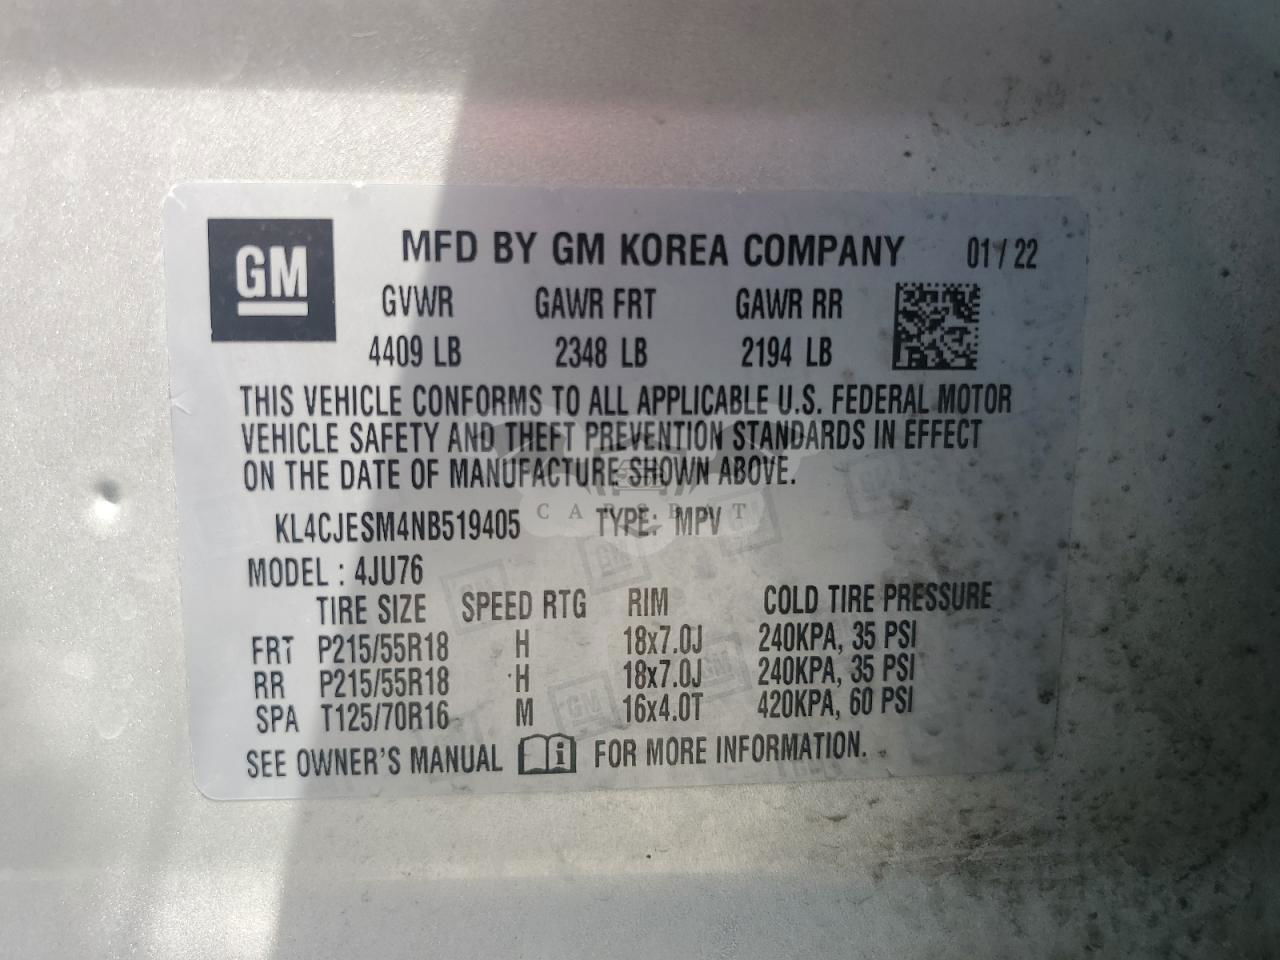 GM
MFD BY GM KOREA COMPANY 01/22
GVWR GAWR FRT GAWR RR
4409 LB 2348 LB 2194 LB
THIS VEHICLE CONFORMS TO ALL APPLICABLE U.S. FEDERAL MOTOR
VEHICLE SAFETY AND THEFT PREVENTION STANDARDS IN EFFECT
ON THE DATE OF MANUFACTURE SHOWN ABOVE.
KL4CJESM4NB519405 TYPE: MPV
MODEL : 4JU76
TIRE SIZE SPEED RTG RIM COLD TIRE PRESSURE
FRT P215/55R18 H 18x7.0J 240KPA, 35 PSI
RR P215/55R18 H 18x7.0J 240KPA, 35 PSI
SPA T125/70R16 M 16x4.0T 420KPA, 60 PSI
SEE OWNER'S MANUAL FOR MORE INFORMATION.